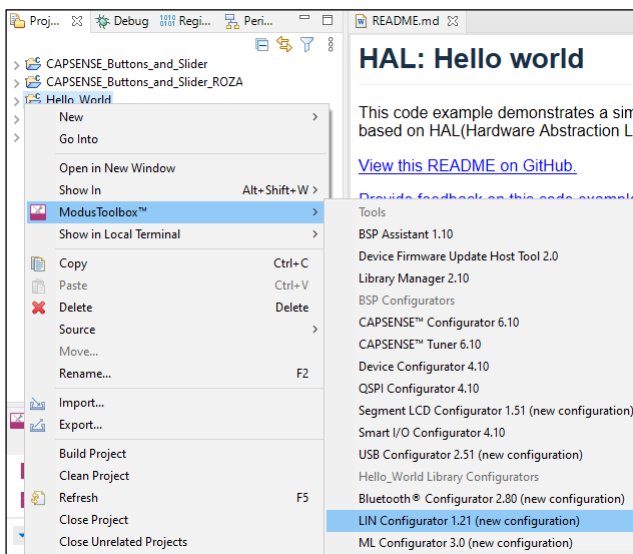 Proj... Debug Regi... Peri...
CAPSENSE_Buttons_and_Slider
CAPSENSE_Buttons_and_Slider_ROZA
Hello_World
New
Go Into
Open in New Window
Show In Alt+Shift+W >
ModusToolbox™
Show in Local Terminal
Copy Ctrl+C
Paste Ctrl+V
Delete Delete
Source
Move...
Rename... F2
Import...
Export...
Build Project
Clean Project
Refresh F5
Close Project
Close Unrelated Projects
README.md
HAL: Hello world
This code example demonstrates a sim
based on HAL(Hardware Abstraction L
View this README on GitHub.
Provide feedback on this code example
Tools
BSP Assistant 1.10
Device Firmware Update Host Tool 2.0
Library Manager 2.10
BSP Configurators
CAPSENSE™ Configurator 6.10
CAPSENSE™ Tuner 6.10
Device Configurator 4.10
QSPI Configurator 4.10
Segment LCD Configurator 1.51 (new configuration)
Smart I/O Configurator 4.10
USB Configurator 2.51 (new configuration)
Hello_World Library Configurators
Bluetooth® Configurator 2.80 (new configuration)
LIN Configurator 1.21 (new configuration)
ML Configurator 3.0 (new configuration)